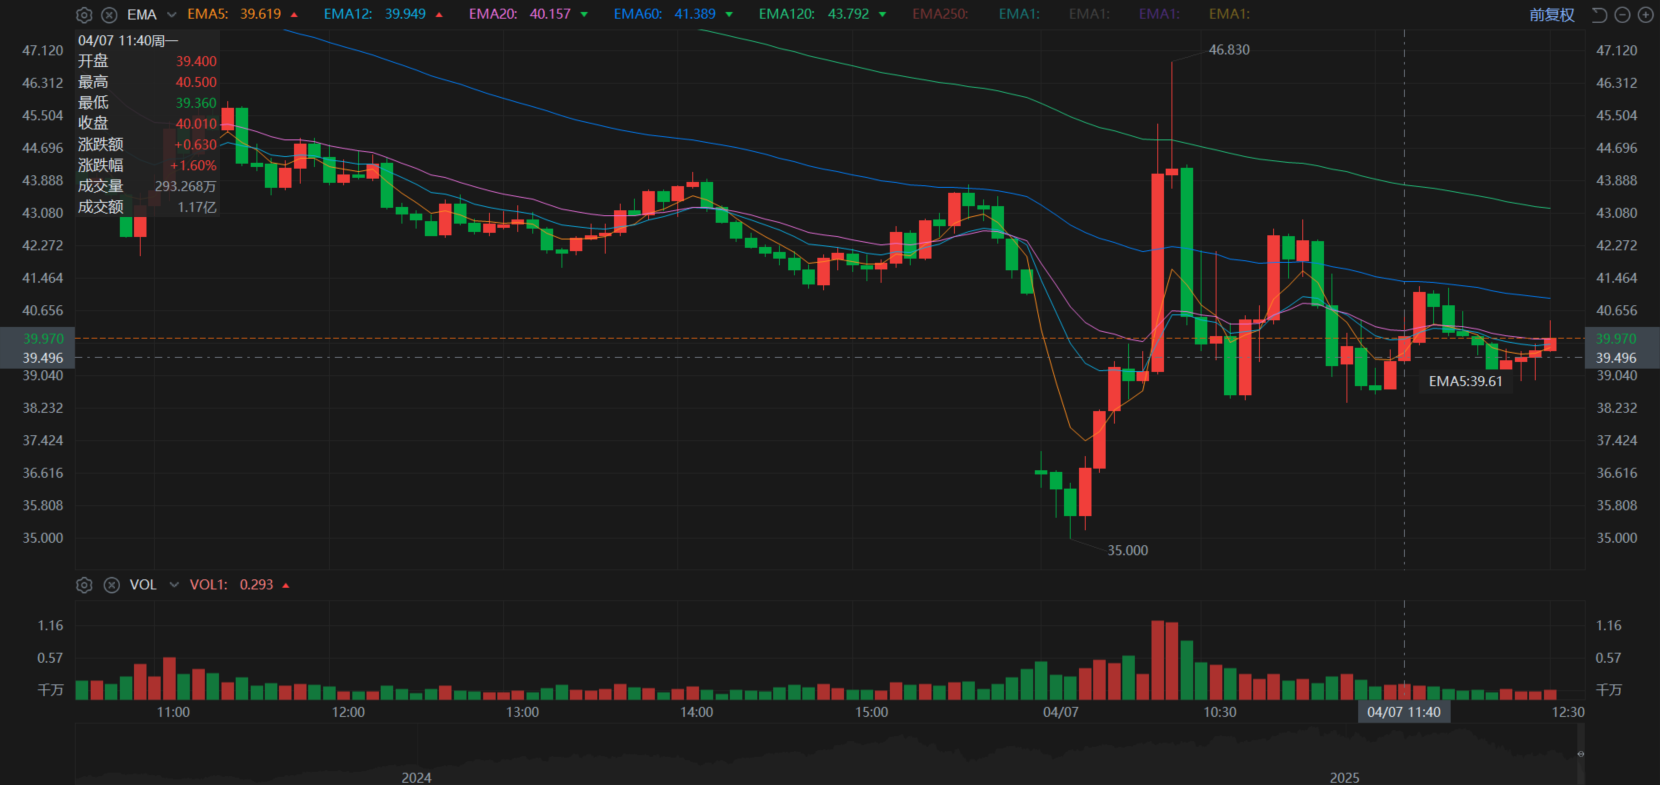 EMA EMA5: 39.619 EMA12: 39.949 EMA20: 40.157 EMA60: 41.389 EMA120: 43.792 EMA250: EMA1: EMA1: EMA1: EMA1: 前复权
04/07 11:40周一
开盘 39.400
最高 40.500
最低 39.360
收盘 40.010
涨跌额 +0.630
涨跌幅 +1.60%
成交量 293.268万
成交额 1.17亿
47.120 47.120
46.312 46.312
45.504 45.504
44.696 44.696
43.888 43.888
43.080 43.080
42.272 42.272
41.464 41.464
40.656 40.656
39.970 39.970
39.496 39.496
39.040 39.040
38.232 38.232
37.424 37.424
36.616 36.616
35.808 35.808
35.000 35.000
46.830
EMA5:39.61
35.000
VOL VOL1: 0.293
1.16 1.16
0.57 0.57
千万 千万
11:00 12:00 13:00 14:00 15:00 04/07 10:30 04/07 11:40 12:30
2024 2025